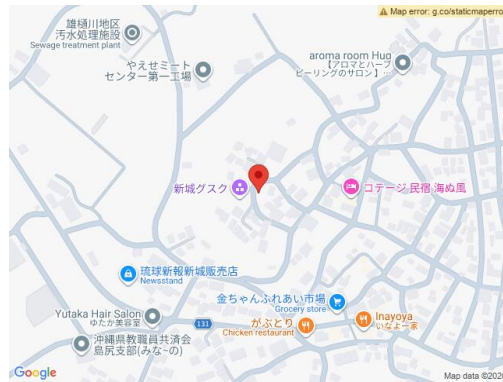 Map error: g.co/staticmaperro
雄樋川地区
汚水処理施設
Sewage treatment plant
やえせミート
センター第一工場
aroma room Hug
【アロマとハーブ
ピーリングのサロン】…
新城グスク
コテージ 民宿 海ぬ風
琉球新報新城販売店
Newsstand
金ちゃんふれあい市場
Grocery store
Yutaka Hair Salon
ゆたか美容室
131
がぶとり
Chicken restaurant
Inayoya
いなよー家
沖縄県教職員共済会
島尻支部(みな~の)
Google
Map data ©202